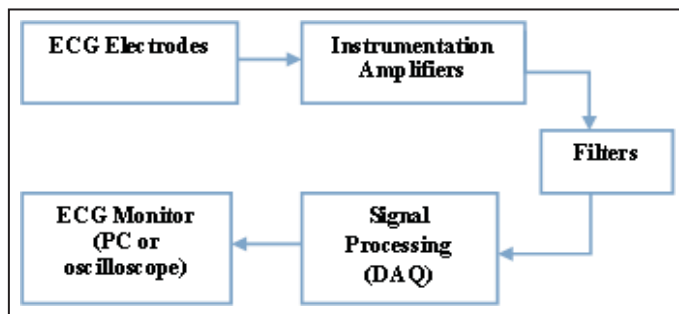 ECG Electrodes
Instrumentation
Amplifiers
Filters
Signal
Processing
(DAQ)
ECG Monitor
(PC or
oscilloscope)